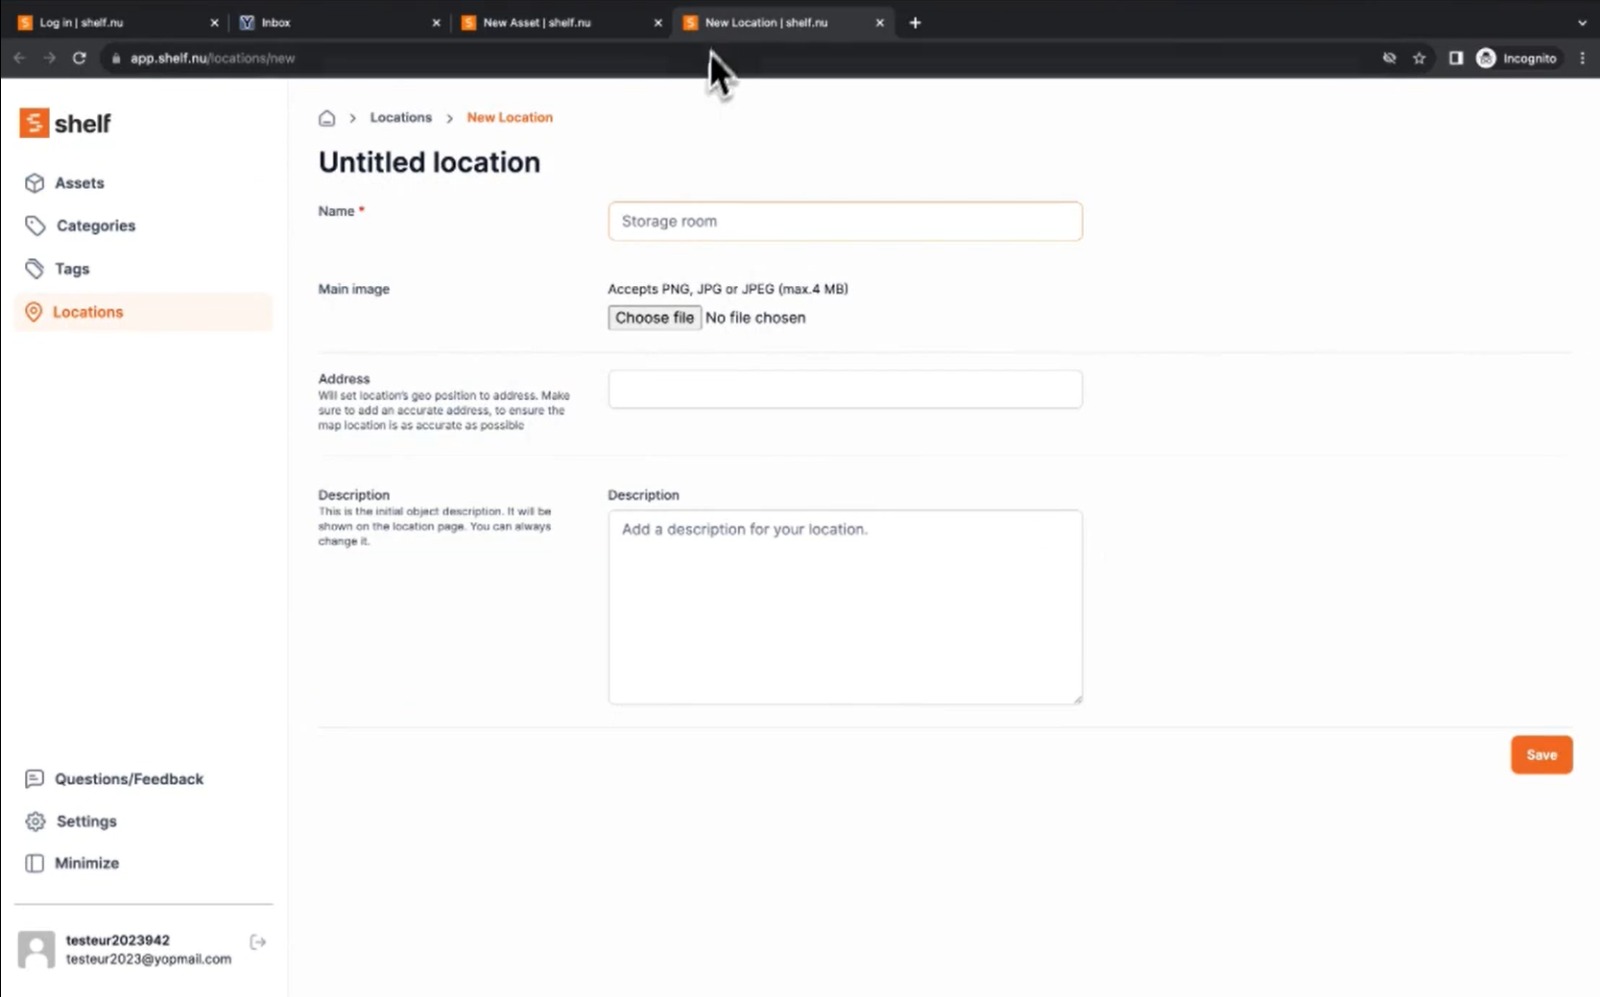 Log in | shelf.nu
Inbox
New Asset | shelf.nu
New Location | shelf.nu
app.shelf.nu/locations/new
Incognito
shelf
Assets
Categories
Tags
Locations
Questions/Feedback
Settings
Minimize
testeur2023942
testeur2023@yopmail.com
Locations
New Location
Untitled location
Name *
Storage room
Main image
Accepts PNG, JPG or JPEG (max.4 MB)
Choose file No file chosen
Address
Will set location's geo position to address. Make
sure to add an accurate address, to ensure the
map location is as accurate as possible
Description
This is the initial object description. It will be
shown on the location page. You can always
change it.
Description
Add a description for your location.
Save